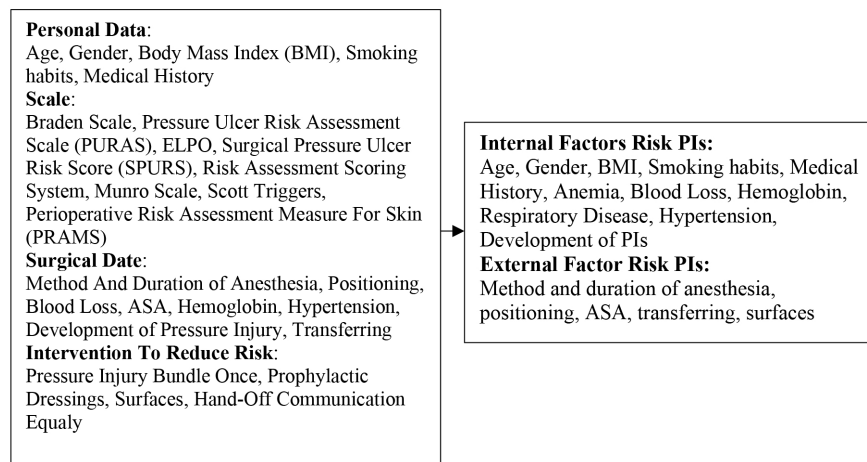 Personal Data:
Age, Gender, Body Mass Index (BMI), Smoking
habits, Medical History
Scale:
Braden Scale, Pressure Ulcer Risk Assessment
Scale (PURAS), ELPO, Surgical Pressure Ulcer
Risk Score (SPURS), Risk Assessment Scoring
System, Munro Scale, Scott Triggers,
Perioperative Risk Assessment Measure For Skin
(PRAMS)
Surgical Date:
Method And Duration of Anesthesia, Positioning,
Blood Loss, ASA, Hemoglobin, Hypertension,
Development of Pressure Injury, Transferring
Intervention To Reduce Risk:
Pressure Injury Bundle Once, Prophylactic
Dressings, Surfaces, Hand-Off Communication
Equaly
Internal Factors Risk PIs:
Age, Gender, BMI, Smoking habits, Medical
History, Anemia, Blood Loss, Hemoglobin,
Respiratory Disease, Hypertension,
Development of PIs
External Factor Risk PIs:
Method and duration of anesthesia,
positioning, ASA, transferring, surfaces